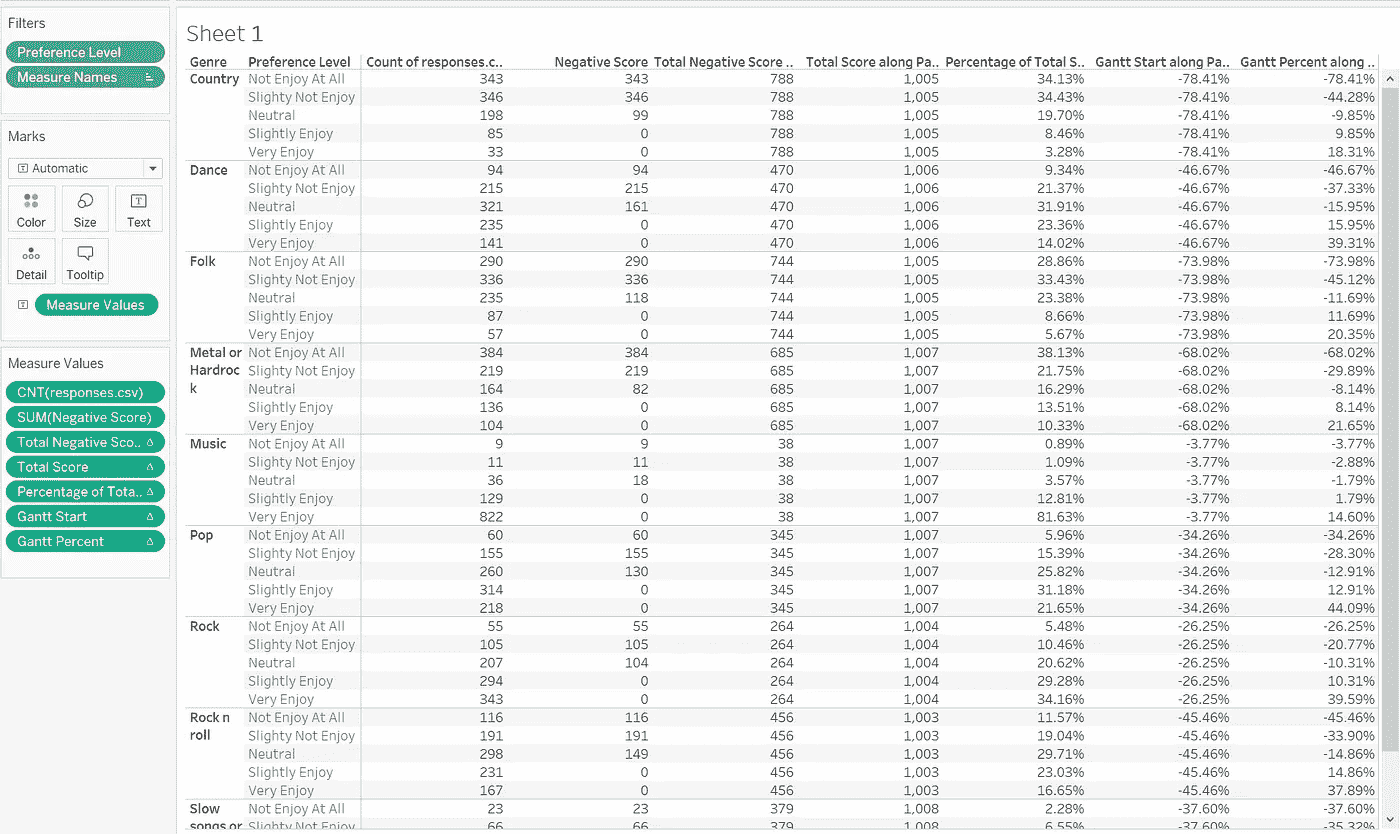 Filters
Preference Level
Measure Names
Marks
Automatic
Color Size Text
Detail Tooltip
Measure Values
Measure Values
CNT(responses.csv)
SUM(Negative Score)
Total Negative Sco..
Total Score
Percentage of Tota..
Gantt Start
Gantt Percent
Sheet 1
Genre Preference Level Count of responses.c.. Negative Score Total Negative Score .. Total Score along Pa.. Percentage of Total S.. Gantt Start along Pa.. Gantt Percent along ..
Country Not Enjoy At All 343 343 788 1,005 34.13% -78.41% -78.41%
Slighty Not Enjoy 346 346 788 1,005 34.43% -78.41% -44.28%
Neutral 198 99 788 1,005 19.70% -78.41% -9.85%
Slightly Enjoy 85 0 788 1,005 8.46% -78.41% 9.85%
Very Enjoy 33 0 788 1,005 3.28% -78.41% 18.31%
Dance Not Enjoy At All 94 94 470 1,006 9.34% -46.67% -46.67%
Slighty Not Enjoy 215 215 470 1,006 21.37% -46.67% -37.33%
Neutral 321 161 470 1,006 31.91% -46.67% -15.95%
Slightly Enjoy 235 0 470 1,006 23.36% -46.67% 15.95%
Very Enjoy 141 0 470 1,006 14.02% -46.67% 39.31%
Folk Not Enjoy At All 290 290 744 1,005 28.86% -73.98% -73.98%
Slighty Not Enjoy 336 336 744 1,005 33.43% -73.98% -45.12%
Neutral 235 118 744 1,005 23.38% -73.98% -11.69%
Slightly Enjoy 87 0 744 1,005 8.66% -73.98% 11.69%
Very Enjoy 57 0 744 1,005 5.67% -73.98% 20.35%
Metal or Not Enjoy At All 384 384 685 1,007 38.13% -68.02% -68.02%
Hardroc Slighty Not Enjoy 219 219 685 1,007 21.75% -68.02% -29.89%
k Neutral 164 82 685 1,007 16.29% -68.02% -8.14%
Slightly Enjoy 136 0 685 1,007 13.51% -68.02% 8.14%
Very Enjoy 104 0 685 1,007 10.33% -68.02% 21.65%
Music Not Enjoy At All 9 9 38 1,007 0.89% -3.77% -3.77%
Slighty Not Enjoy 11 11 38 1,007 1.09% -3.77% -2.88%
Neutral 36 18 38 1,007 3.57% -3.77% -1.79%
Slightly Enjoy 129 0 38 1,007 12.81% -3.77% 1.79%
Very Enjoy 822 0 38 1,007 81.63% -3.77% 14.60%
Pop Not Enjoy At All 60 60 345 1,007 5.96% -34.26% -34.26%
Slighty Not Enjoy 155 155 345 1,007 15.39% -34.26% -28.30%
Neutral 260 130 345 1,007 25.82% -34.26% -12.91%
Slightly Enjoy 314 0 345 1,007 31.18% -34.26% 12.91%
Very Enjoy 218 0 345 1,007 21.65% -34.26% 44.09%
Rock Not Enjoy At All 55 55 264 1,004 5.48% -26.25% -26.25%
Slighty Not Enjoy 105 105 264 1,004 10.46% -26.25% -20.77%
Neutral 207 104 264 1,004 20.62% -26.25% -10.31%
Slightly Enjoy 294 0 264 1,004 29.28% -26.25% 10.31%
Very Enjoy 343 0 264 1,004 34.16% -26.25% 39.59%
Rock n Not Enjoy At All 116 116 456 1,003 11.57% -45.46% -45.46%
roll Slighty Not Enjoy 191 191 456 1,003 19.04% -45.46% -33.90%
Neutral 298 149 456 1,003 29.71% -45.46% -14.86%
Slightly Enjoy 231 0 456 1,003 23.03% -45.46% 14.86%
Very Enjoy 167 0 456 1,003 16.65% -45.46% 37.89%
Slow Not Enjoy At All 23 23 379 1,008 2.28% -37.60% -37.60%
songs or Slighty Not Enjoy 66 66 379 1,008 6.55% -37.60% -35.32%